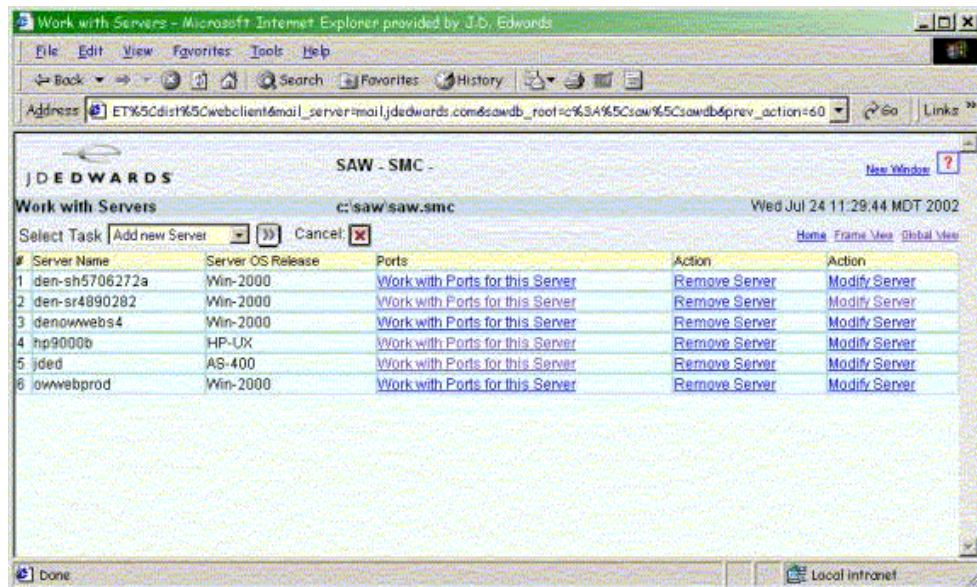 Work with Servers - Microsoft Internet Explorer provided by J.D. Edwards
File Edit View Favorites Tools Help
Back Search Favorites History
Address ET%5Cdist%5Cwebclient&mail_server=mail.jdedwards.com&sawdb_root=c%3A%5Csaw%5Csawdb&prev_action=60 Go Links »
JDEDWARDS SAW - SMC - New Window ?
Work with Servers c:\saw\saw.smc Wed Jul 24 11:29:44 MDT 2002
Select Task Add new Server Cancel: Home Frame View Global View
# Server Name Server OS Release Ports Action Action
1 den-sh5706272a Win-2000 Work with Ports for this Server Remove Server Modify Server
2 den-sr4890282 Win-2000 Work with Ports for this Server Remove Server Modify Server
3 denowwebs4 Win-2000 Work with Ports for this Server Remove Server Modify Server
4 hp9000b HP-UX Work with Ports for this Server Remove Server Modify Server
5 jded AS-400 Work with Ports for this Server Remove Server Modify Server
6 owwebprod Win-2000 Work with Ports for this Server Remove Server Modify Server
Done Local intranet